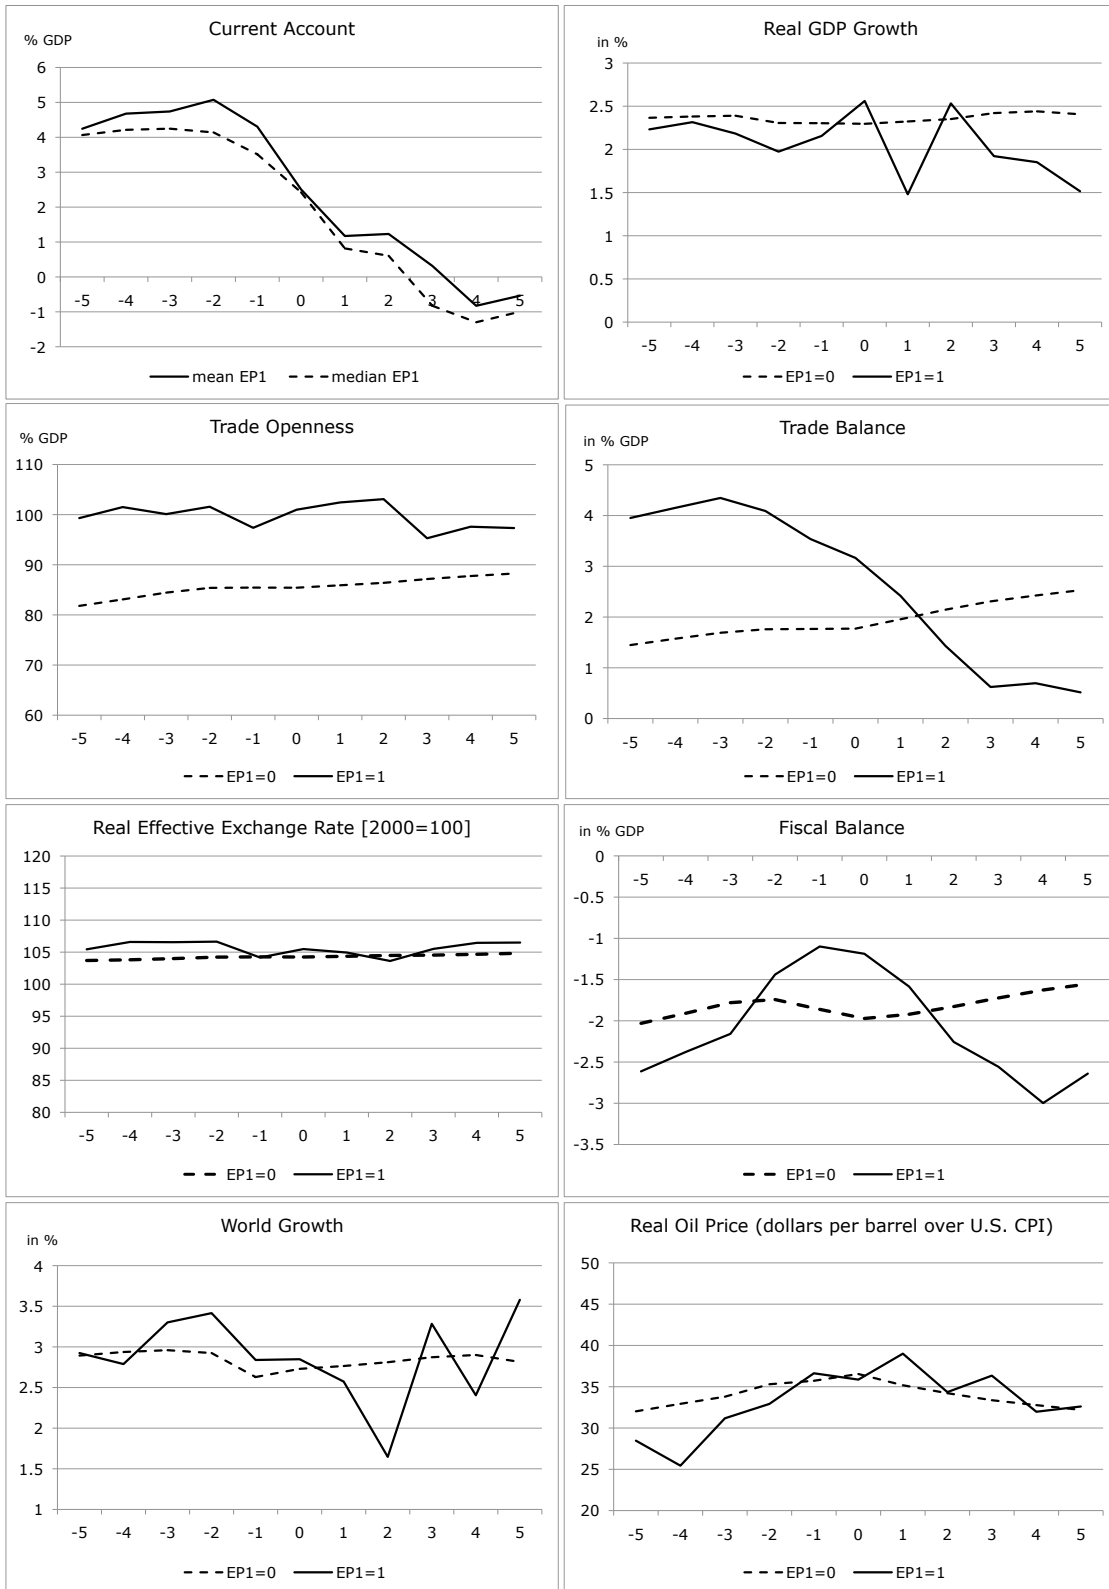 Current Account
% GDP
6
5
4
3
2
1
0
-1
-2
-5 -4 -3 -2 -1 0 1 2 3 4 5
mean EP1 median EP1
Real GDP Growth
in %
3
2.5
2
1.5
1
0.5
0
-5 -4 -3 -2 -1 0 1 2 3 4 5
EP1=0 EP1=1
Trade Openness
% GDP
110
100
90
80
70
60
-5 -4 -3 -2 -1 0 1 2 3 4 5
EP1=0 EP1=1
Trade Balance
in % GDP
5
4
3
2
1
0
-5 -4 -3 -2 -1 0 1 2 3 4 5
EP1=0 EP1=1
Real Effective Exchange Rate [2000=100]
120
115
110
105
100
95
90
85
80
-5 -4 -3 -2 -1 0 1 2 3 4 5
EP1=0 EP1=1
Fiscal Balance
in % GDP
0
-5 -4 -3 -2 -1 0 1 2 3 4 5
-0.5
-1
-1.5
-2
-2.5
-3
-3.5
EP1=0 EP1=1
World Growth
in %
4
3.5
3
2.5
2
1.5
1
-5 -4 -3 -2 -1 0 1 2 3 4 5
EP1=0 EP1=1
Real Oil Price (dollars per barrel over U.S. CPI)
50
45
40
35
30
25
20
-5 -4 -3 -2 -1 0 1 2 3 4 5
EP1=0 EP1=1